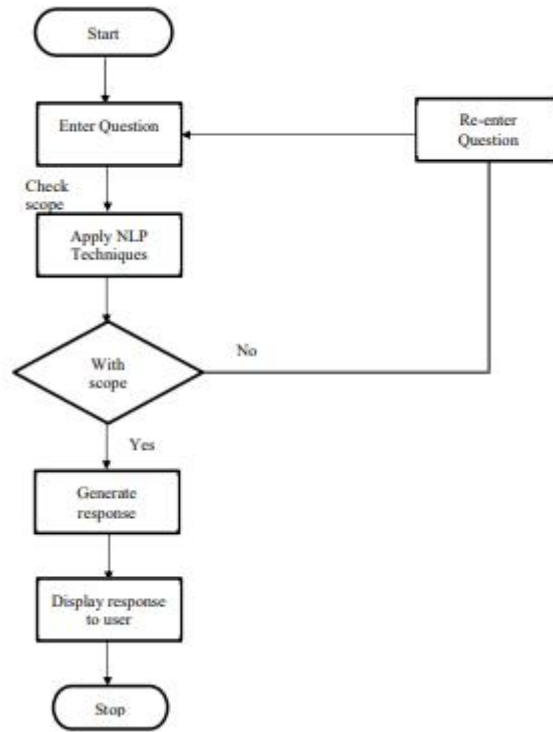 Start
Enter Question
Re-enter
Question
Check
scope
Apply NLP
Techniques
With
scope
No
Yes
Generate
response
Display response
to user
Stop